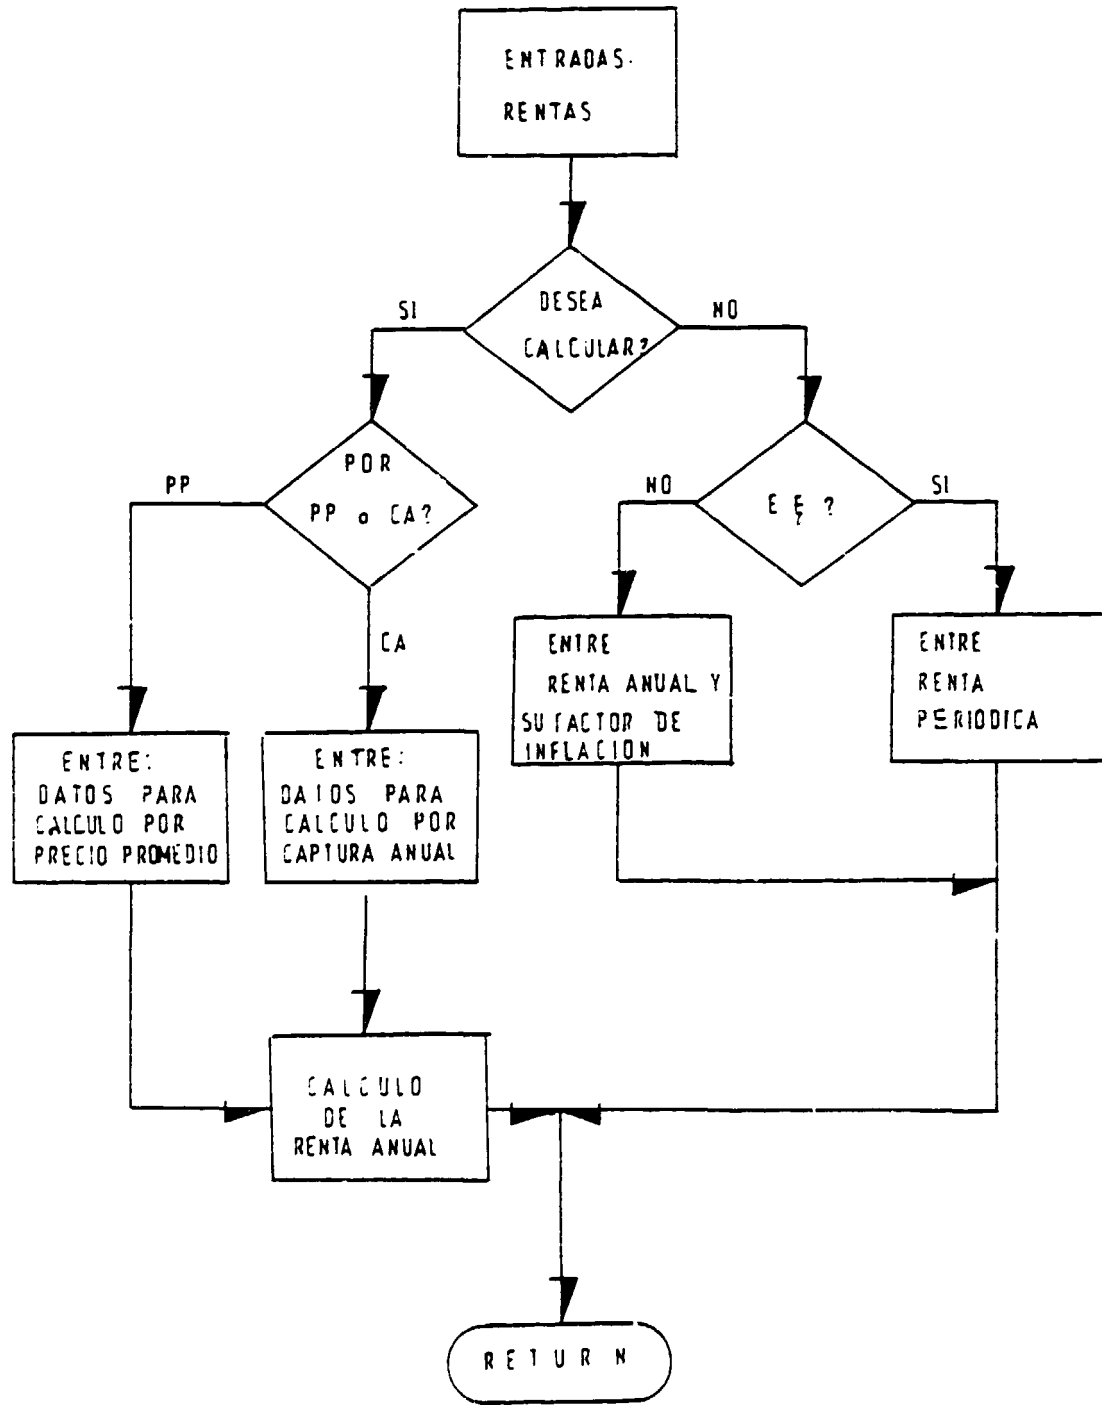 ENTRADAS.
RENTAS
DESEA
CALCULAR?
SI
NO
POR
PP o CA?
PP
CA
E E ?
NO
SI
ENTRE
RENTA ANUAL Y
SU FACTOR DE
INFLACION
ENTRE
RENTA
PERIODICA
ENTRE:
DATOS PARA
CALCULO POR
PRECIO PROMEDIO
ENTRE:
DATOS PARA
CALCULO POR
CAPTURA ANUAL
CALCULO
DE LA
RENTA ANUAL
RETURN